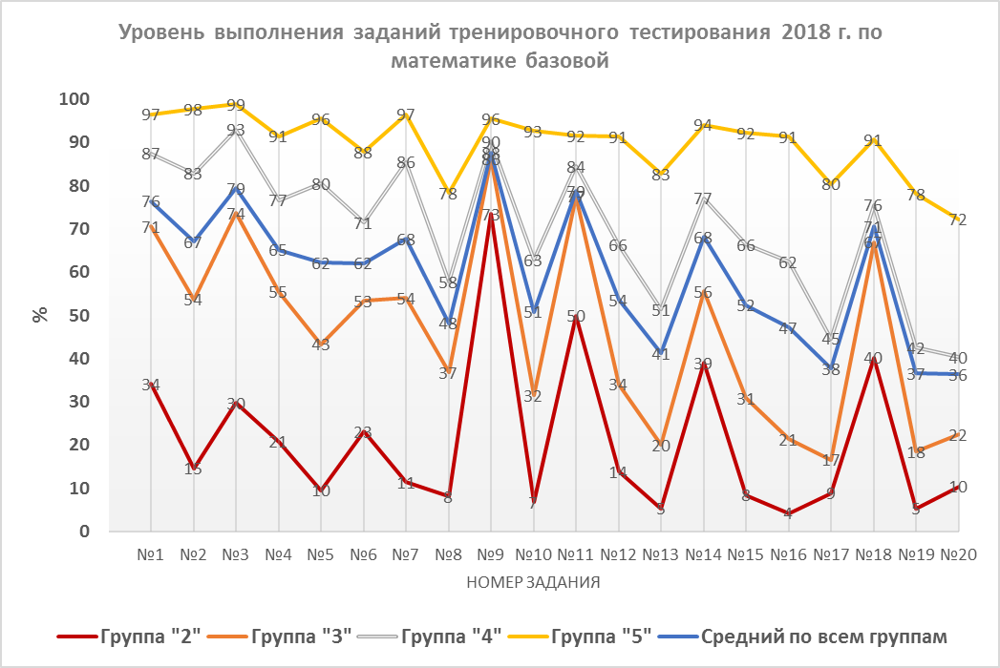 Уровень выполнения заданий тренировочного тестирования 2018 г. по
математике базовой
100
97 98 99 91 96 88 97 78 96 93 92 91 83 94 92 91 80 91 78 72
90
87 83 93 77 80 71 86 58 90 63 84 66 51 77 66 62 45 76 42 40
80
76 67 79 65 62 62 68 48 88 51 79 54 41 68 52 47 38 71 37 36
70
71 54 74 55 43 53 54 37 32 34 20 56 31 21 17 67 18 22
60
50
40
34 15 30 21 10 23 11 8 73 7 50 14 5 39 8 4 9 40 5 10
30
20
10
0
%
№1 №2 №3 №4 №5 №6 №7 №8 №9 №10 №11 №12 №13 №14 №15 №16 №17 №18 №19 №20
НОМЕР ЗАДАНИЯ
Группа "2" Группа "3" Группа "4" Группа "5" Средний по всем группам